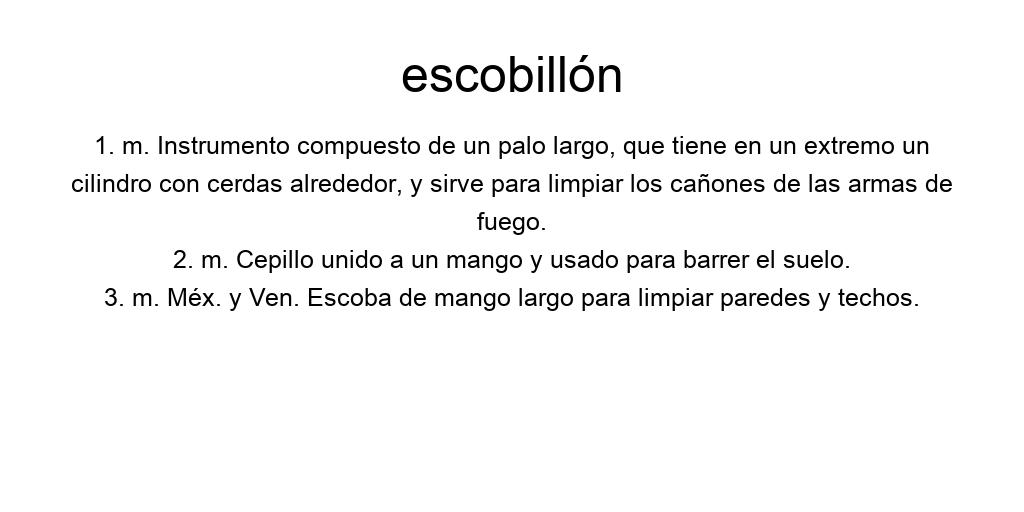 escobillón
1. m. Instrumento compuesto de un palo largo, que tiene en un extremo un
cilindro con cerdas alrededor, y sirve para limpiar los cañones de las armas de
fuego.
2. m. Cepillo unido a un mango y usado para barrer el suelo.
3. m. Méx. y Ven. Escoba de mango largo para limpiar paredes y techos.